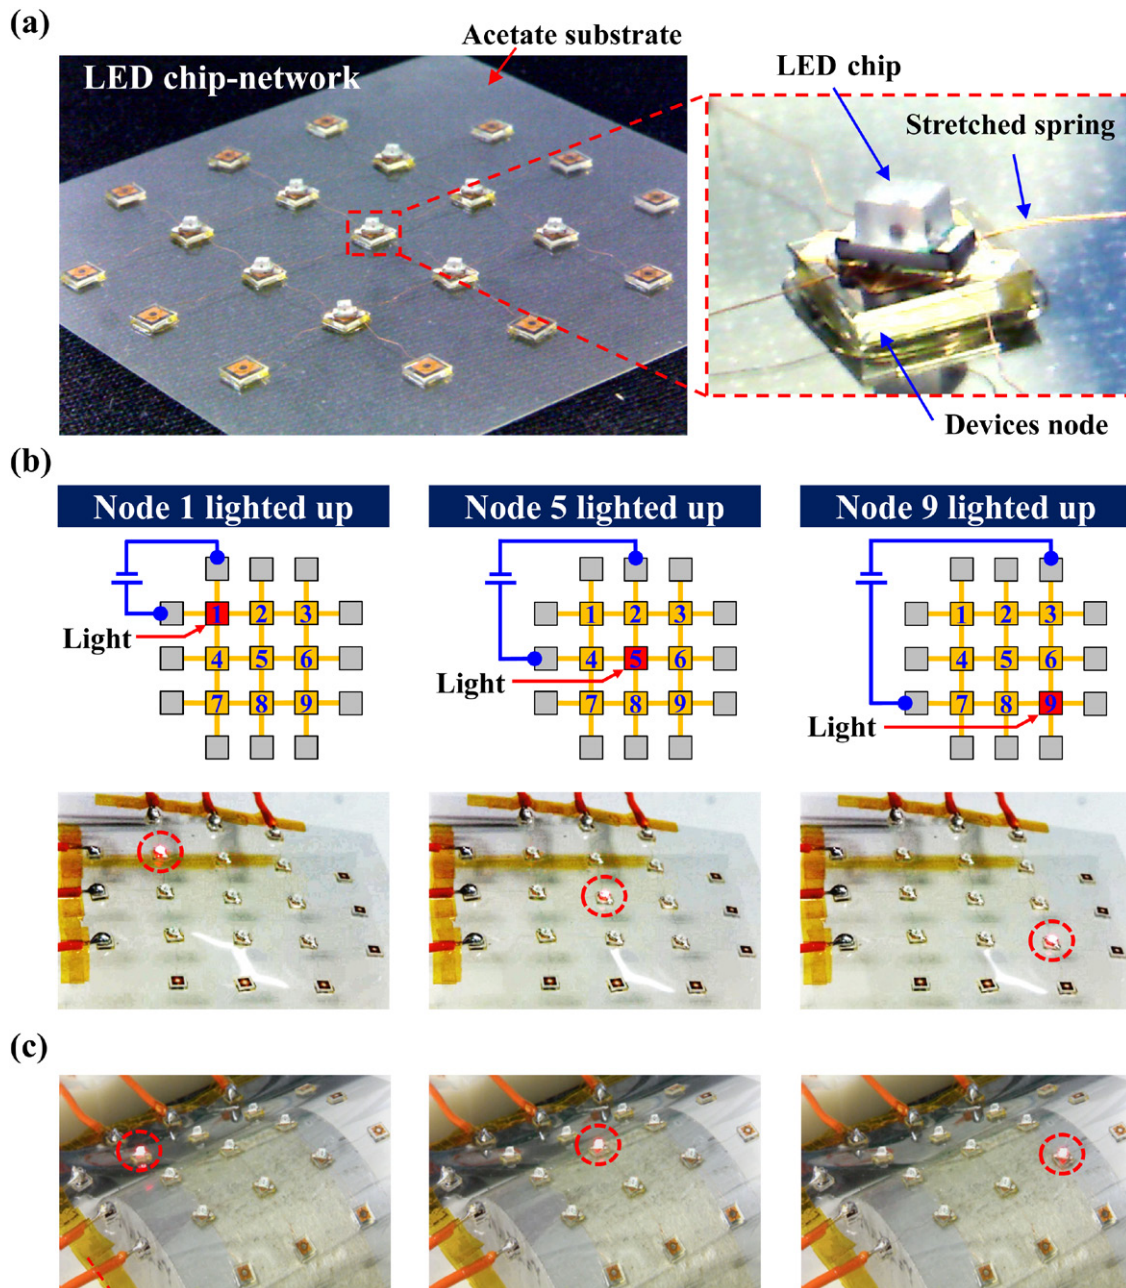 (a)
Acetate substrate
LED chip-network
LED chip
Stretched spring
Devices node
(b)
Node 1 lighted up
Node 5 lighted up
Node 9 lighted up
1 2 3
Light
4 5 6
7 8 9
1 2 3
4 5 6
Light
7 8 9
1 2 3
4 5 6
7 8 9
Light
(c)